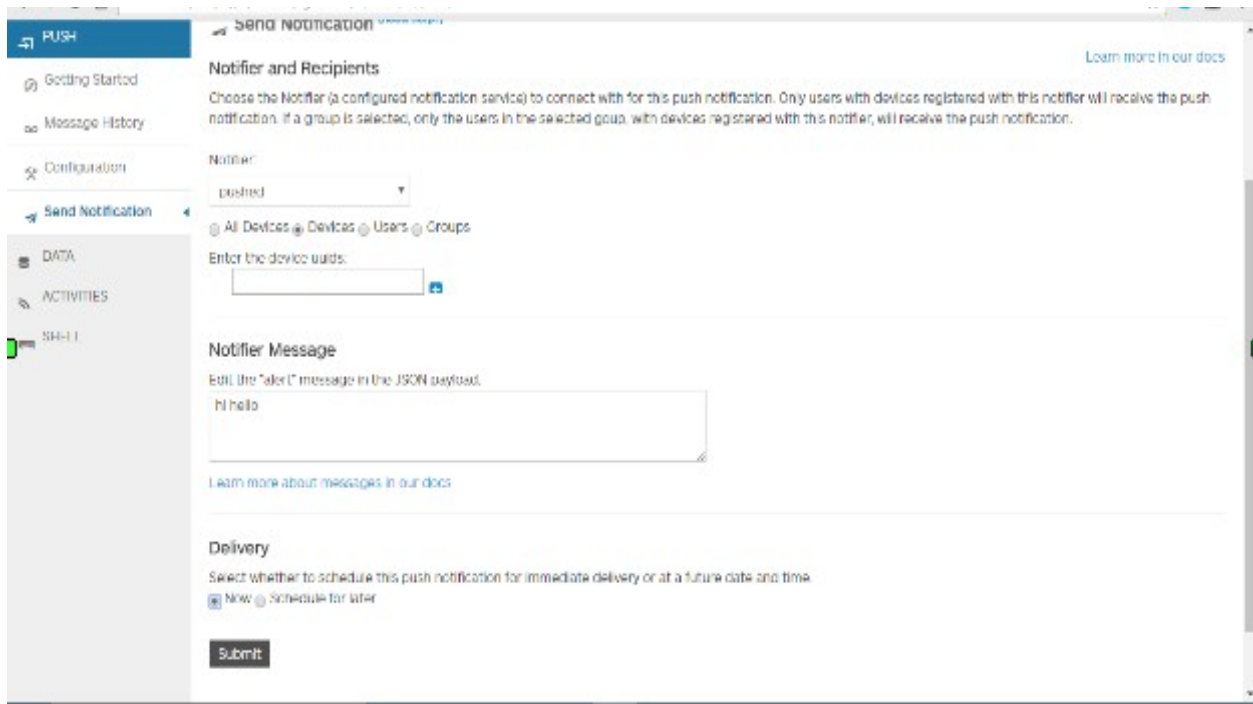 PUSH
Getting Started
Message History
Configuration
Send Notification
DATA
ACTIVITIES
SHELL
Send Notification
Learn more in our docs
Notifier and Recipients
Choose the Notifier (a configured notification service) to connect with for this push notification. Only users with devices registered with this notifier will receive the push
notification. If a group is selected, only the users in the selected goup, with devices registered with this notifier, will receive the push notification.
Notifier
pushed
All Devices Devices Users Groups
Enter the device uuids:
Notifier Message
Edit the "alert" message in the JSON payload.
hi hello
Learn more about messages in our docs
Delivery
Select whether to schedule this push notification for immediate delivery or at a future date and time.
Now Schedule for later
Submit